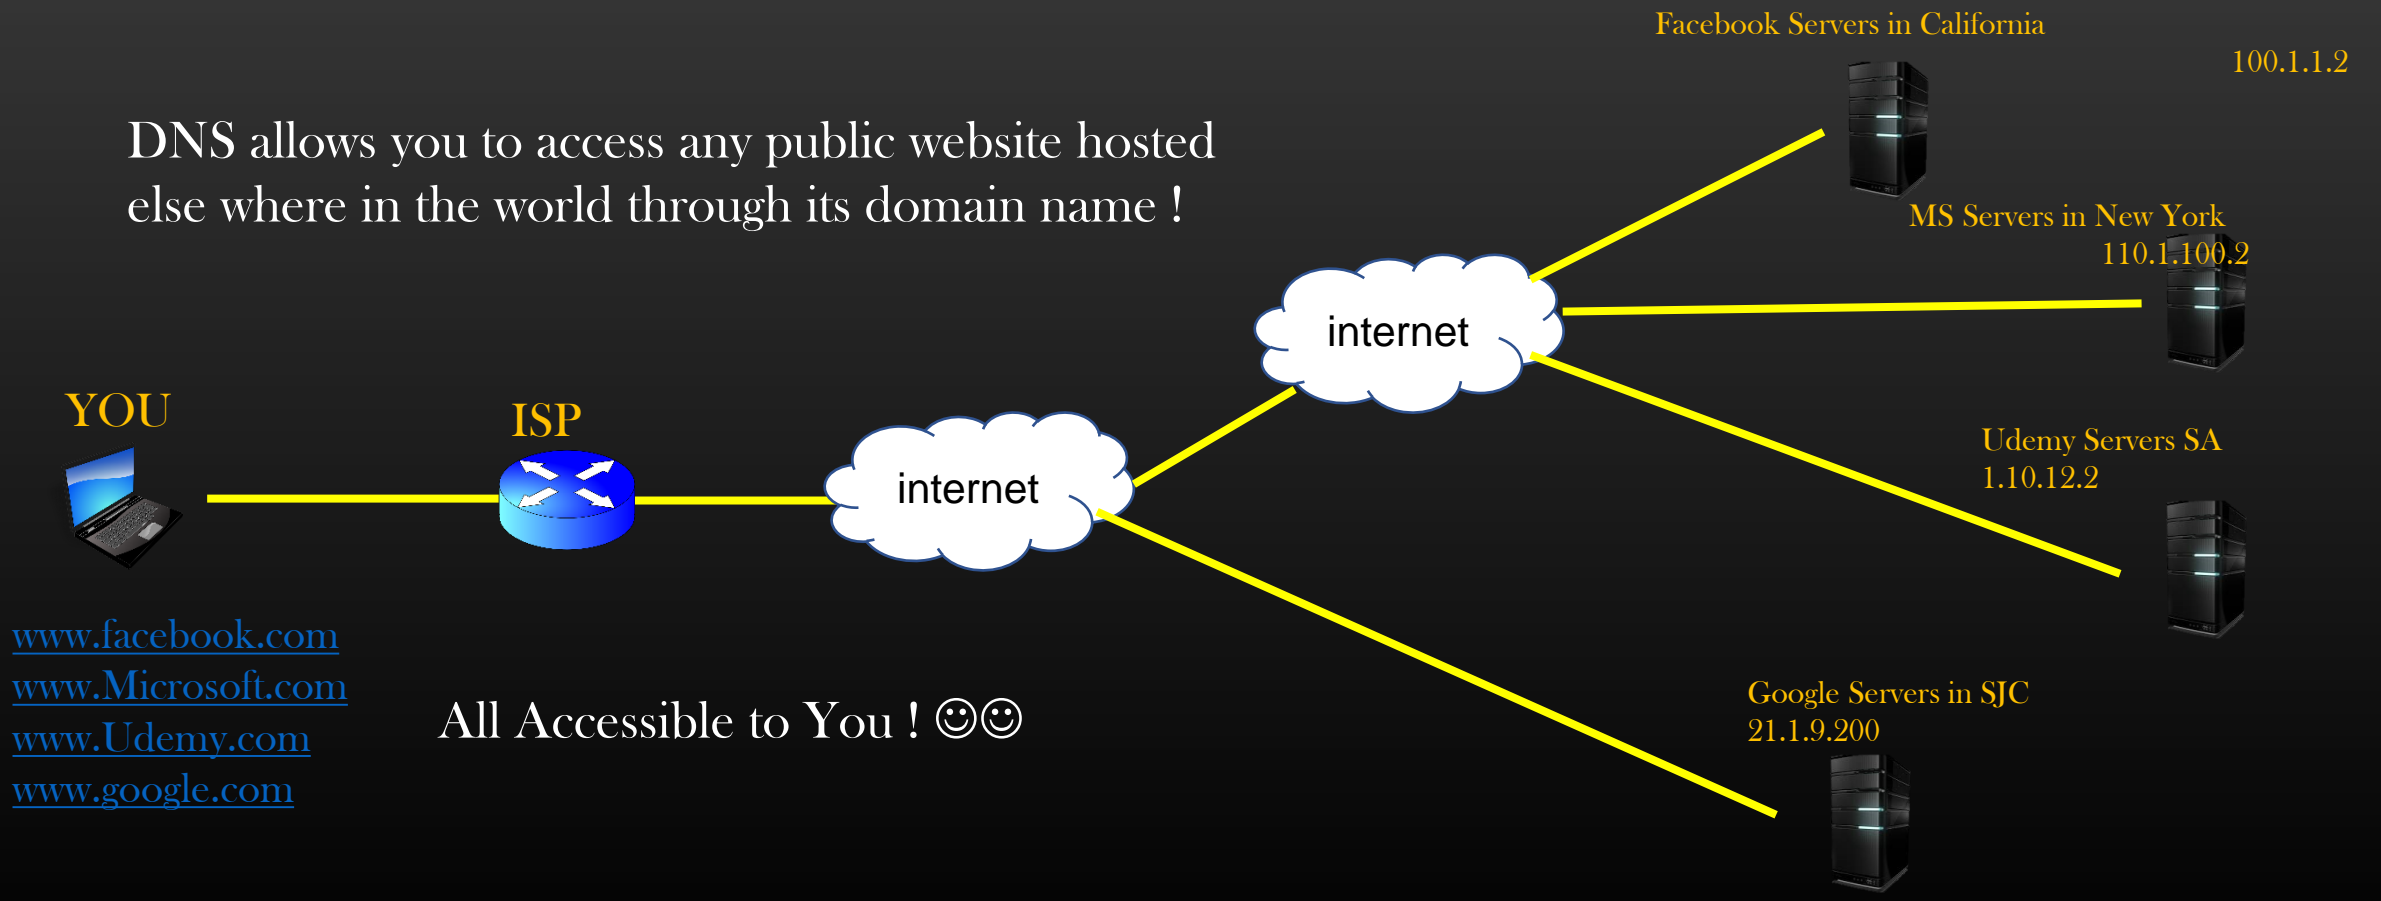 Facebook Servers in California
100.1.1.2
DNS allows you to access any public website hosted
else where in the world through its domain name !
MS Servers in New York
110.1.100.2
internet
YOU
ISP
internet
Udemy Servers SA
1.10.12.2
www.facebook.com
www.Microsoft.com
www.Udemy.com
www.google.com
All Accessible to You ! ☺☺
Google Servers in SJC
21.1.9.200